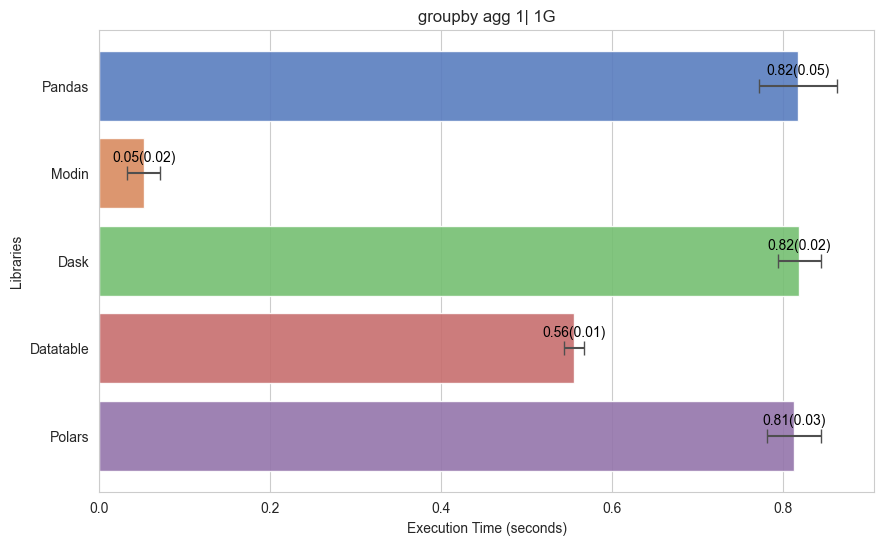 groupby agg 1| 1G
Libraries
Pandas
0.82(0.05)
Modin
0.05(0.02)
Dask
0.82(0.02)
Datatable
0.56(0.01)
Polars
0.81(0.03)
0.0 0.2 0.4 0.6 0.8
Execution Time (seconds)